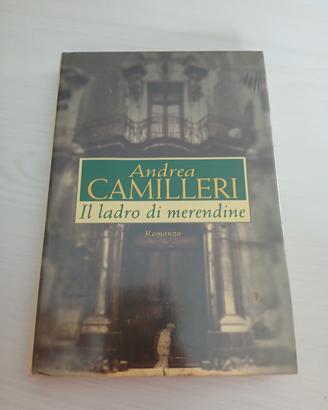 Andrea
CAMILLERI
Il ladro di merendine
Romanzo